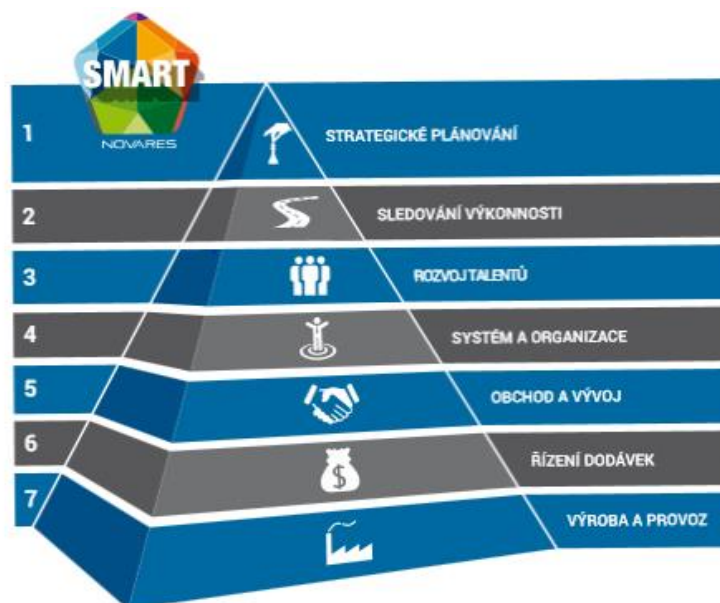 SMART
NOVARES
1
STRATEGICKÉ PLÁNOVÁNÍ
2
SLEDOVÁNÍ VÝKONNOSTI
3
ROZVOJ TALENTŮ
4
SYSTÉM A ORGANIZACE
5
OBCHOD A VÝVOJ
6
ŘÍZENÍ DODÁVEK
$
7
VÝROBA A PROVOZ